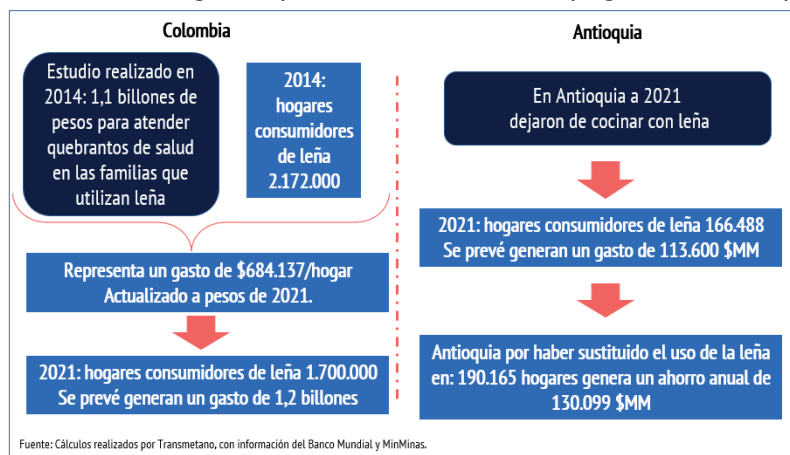 Colombia
Estudio realizado en
2014: 1,1 billones de
pesos para atender
quebrantos de salud
en las familias que
utilizan leña
2014:
hogares
consumidores
de leña
2.172.000
Representa un gasto de $684.137/hogar
Actualizado a pesos de 2021.
2021: hogares consumidores de leña 1.700.000
Se prevé generan un gasto de 1,2 billones
Antioquia
En Antioquia a 2021
dejaron de cocinar con leña
2021: hogares consumidores de leña 166.488
Se prevé generan un gasto de 113.600 $MM
Antioquia por haber sustituido el uso de la leña
en: 190.165 hogares genera un ahorro anual de
130.099 $MM
Fuente: Cálculos realizados por Transmetano, con información del Banco Mundial y MinMinas.